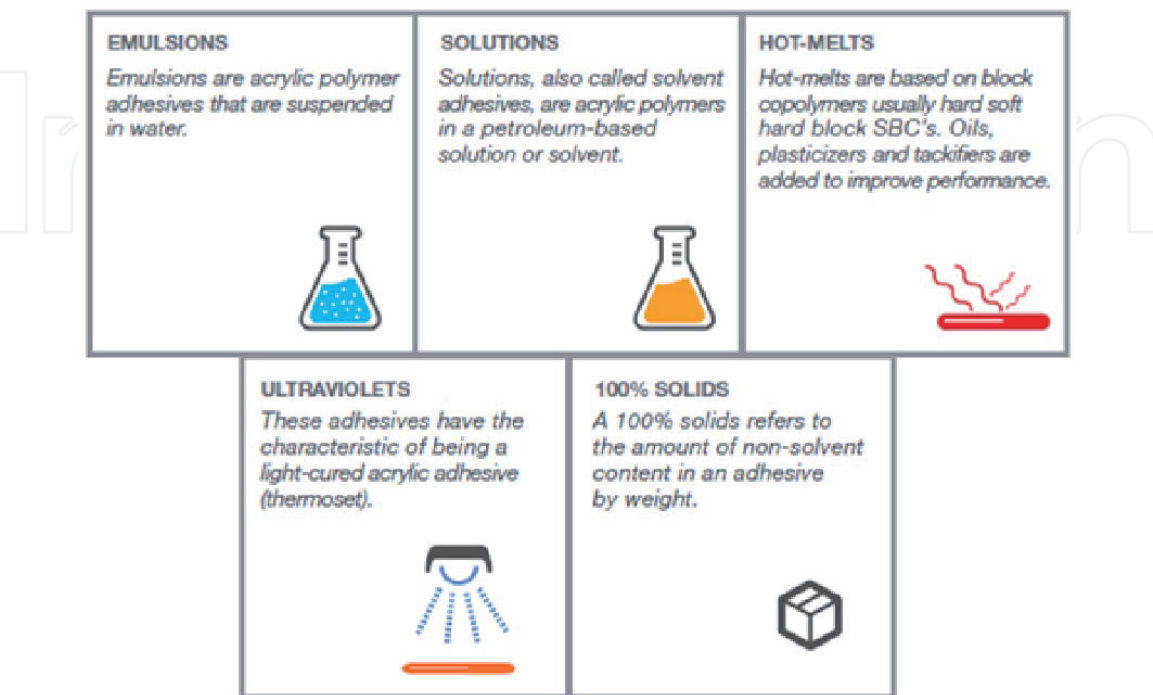 EMULSIONS
Emulsions are acrylic polymer
adhesives that are suspended
in water.
SOLUTIONS
Solutions, also called solvent
adhesives, are acrylic polymers
in a petroleum-based
solution or solvent.
HOT-MELTS
Hot-melts are based on block
copolymers usually hard soft
hard block SBC's. Oils,
plasticizers and tackifiers are
added to improve performance.
ULTRAVIOLETS
These adhesives have the
characteristic of being a
light-cured acrylic adhesive
(thermoset).
100% SOLIDS
A 100% solids refers to
the amount of non-solvent
content in an adhesive
by weight.